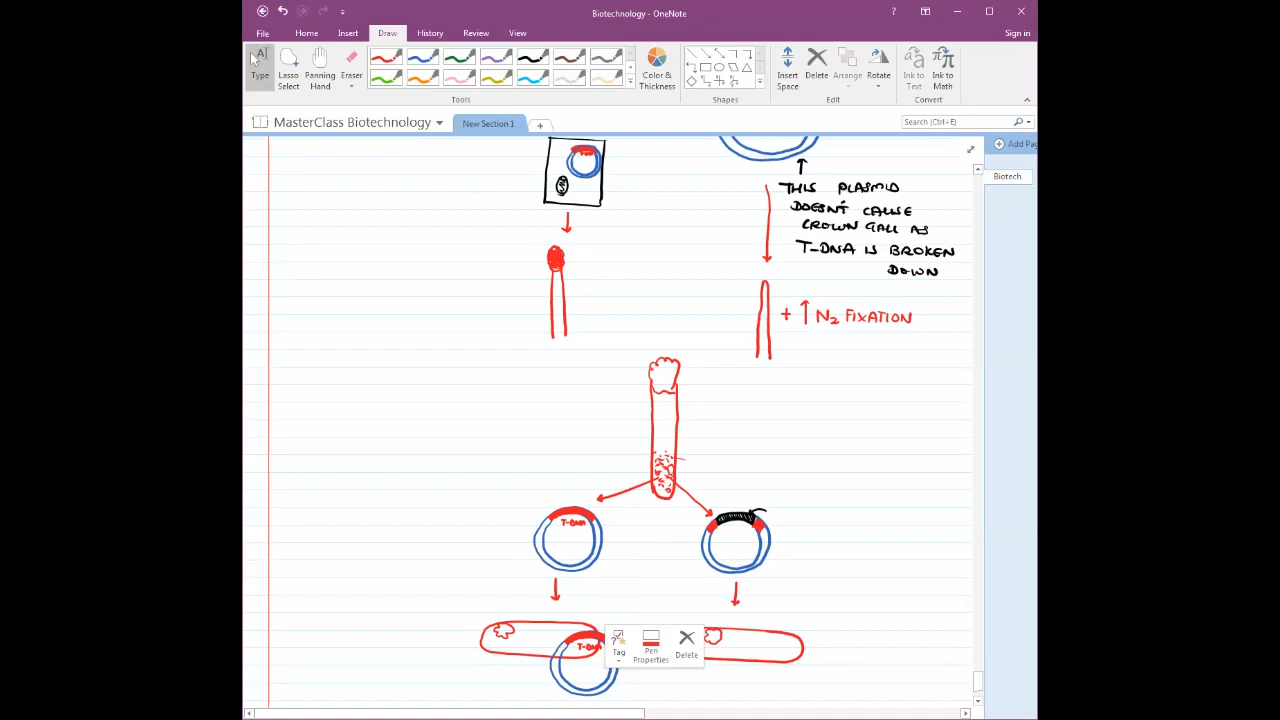 Biotechnology - OneNote
?
File
Home
Insert
Draw
History
Review
View
Sign in
Type
Lasso
Select
Panning
Hand
Eraser
Color &
Thickness
Insert
Space
Delete
Arrange
Rotate
Ink to
Text
Ink to
Math
Tools
Shapes
Edit
Convert
MasterClass Biotechnology
New Section 1
Search (Ctrl+E)
Add Pag
Biotech
THIS PLASMID
DOESN'T CAUSE
CROWN GALL AS
T-DNA IS BROKEN
DOWN
+ ↑ N2 FIXATION
T-DNA
T-DNA
Tag
Pen
Properties
Delete